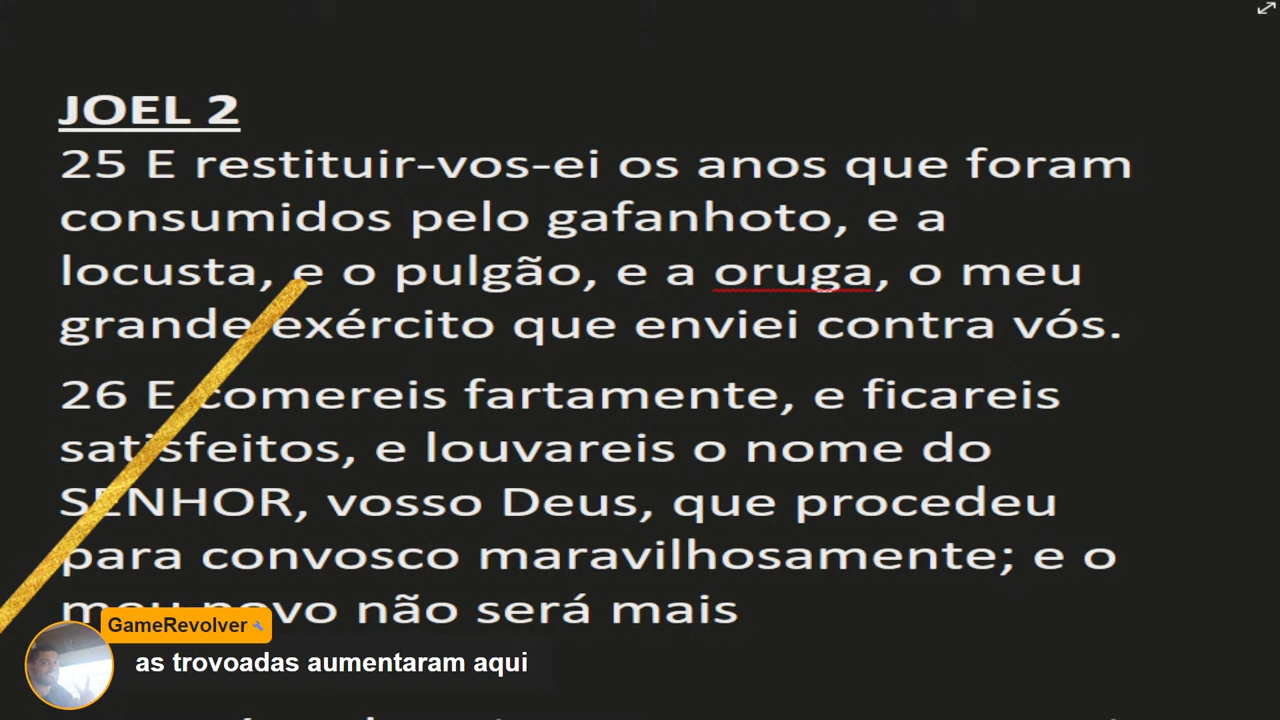 JOEL 2
25 E restituir-vos-ei os anos que foram
consumidos pelo gafanhoto, e a
locusta, e o pulgão, e a oruga, o meu
grande exército que enviei contra vós.
26 E comereis fartamente, e ficareis
satisfeitos, e louvareis o nome do
SENHOR, vosso Deus, que procedeu
para convosco maravilhosamente; e o
meu povo não será mais
GameRevolver
as trovoadas aumentaram aqui